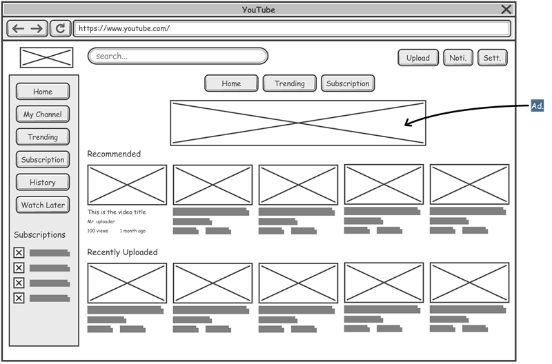 YouTube
https://www.youtube.com/
search...
Upload
Noti.
Sett.
Home
Trending
Subscription
Ad.
Home
My Channel
Trending
Subscription
History
Watch Later
Subscriptions
Recommended
This is the video title
Mr. uploader
100 views 1 month ago
Recently Uploaded